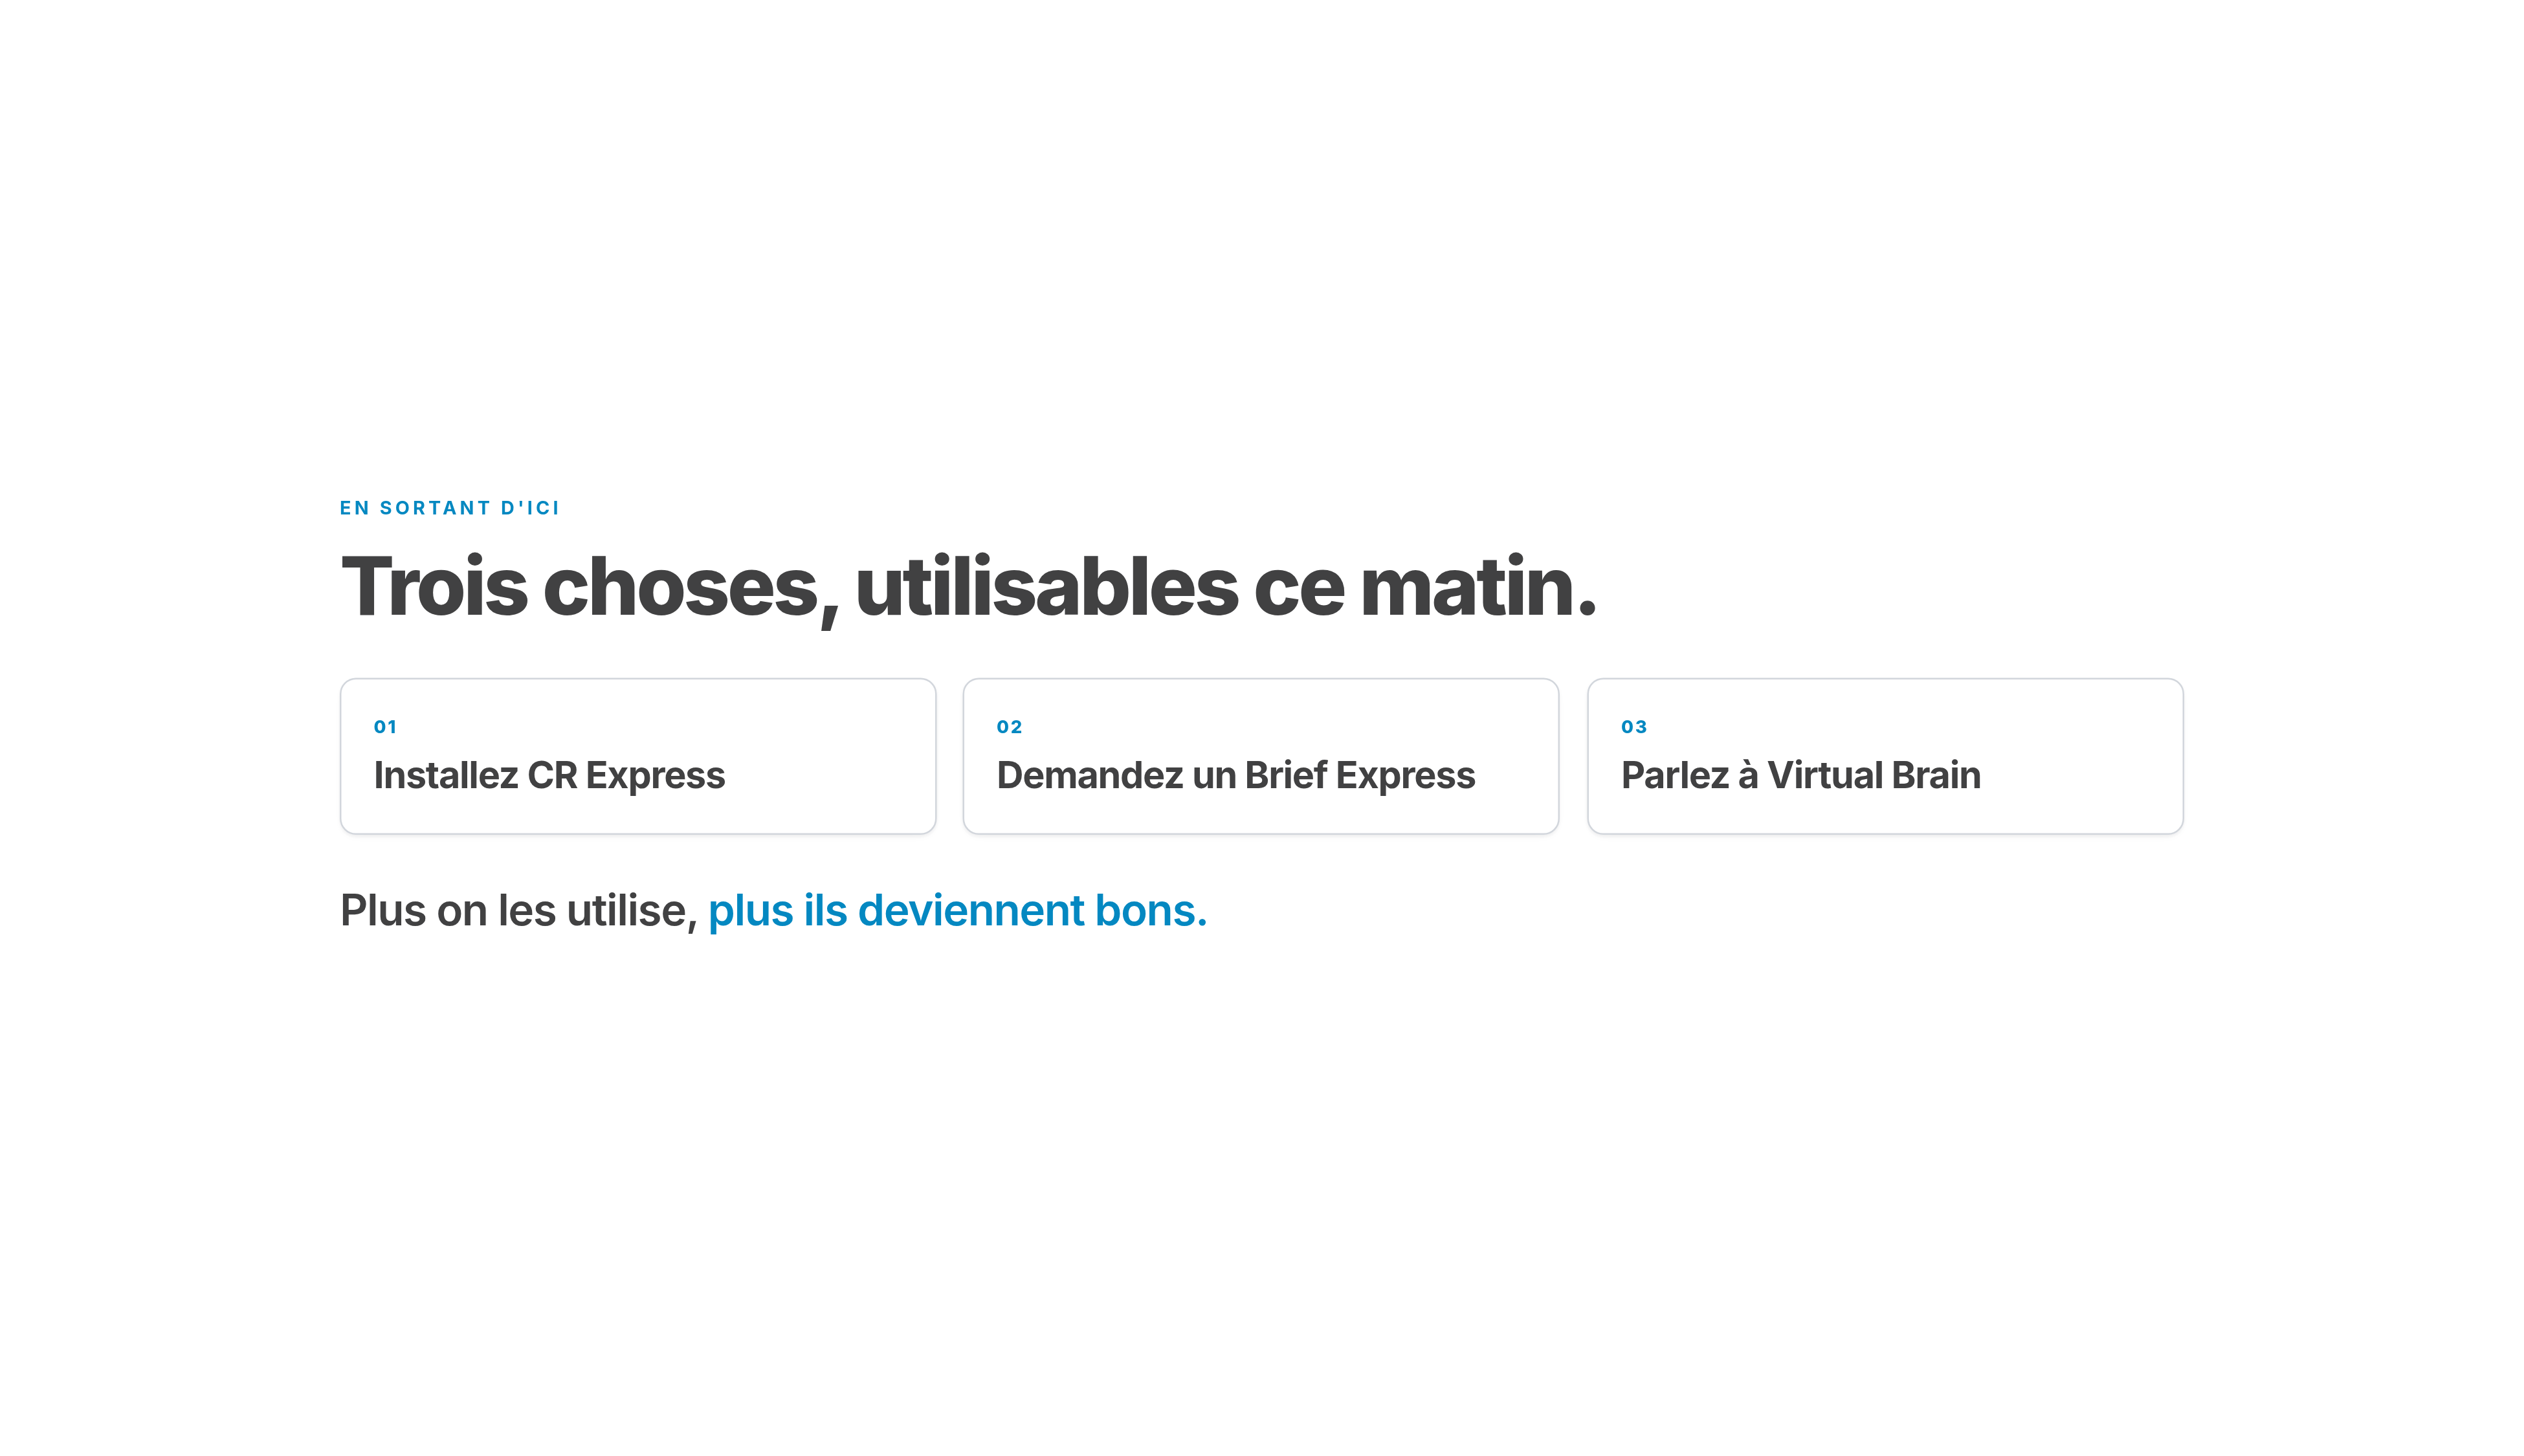 EN SORTANT D'ICI
Trois choses, utilisables ce matin.
01
Installez CR Express
02
Demandez un Brief Express
03
Parlez à Virtual Brain
Plus on les utilise, plus ils deviennent bons.